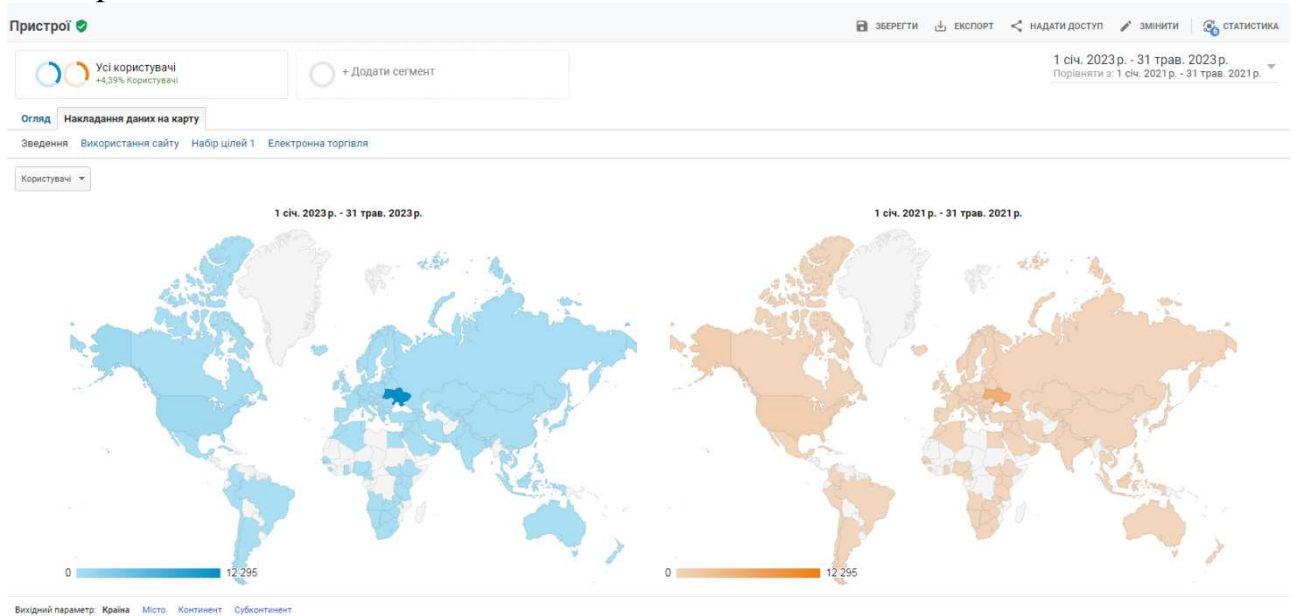 Пристрої
ЗБЕРЕГТИ ЕКСПОРТ НАДАТИ ДОСТУП ЗМІНИТИ СТАТИСТИКА
Усі користувачі
+4,39% Користувачі
+ Додати сегмент
1 січ. 2023 р. - 31 трав. 2023 р.
Порівняти з: 1 січ. 2021 р. - 31 трав. 2021 р.
Огляд Накладання даних на карту
Зведення Використання сайту Набір цілей 1 Електронна торгівля
Користувачі
1 січ. 2023 р. - 31 трав. 2023 р.
1 січ. 2021 р. - 31 трав. 2021 р.
0 12 295
0 12 295
Вихідний параметр: Країна Місто Континент Субконтинент